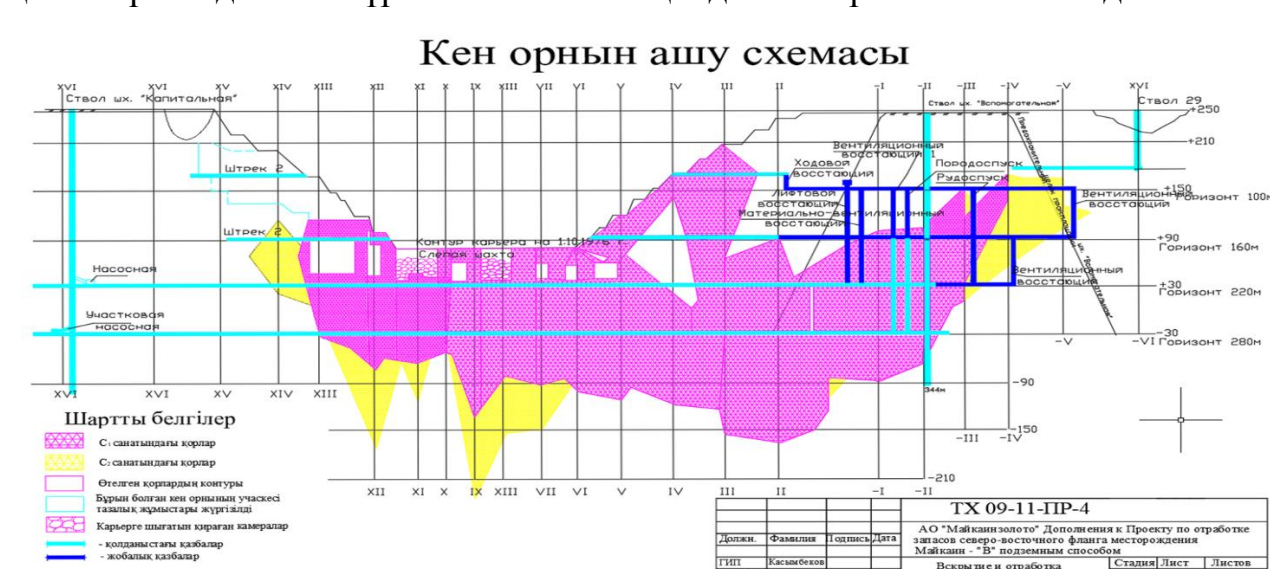 Кен орнын ашу схемасы
XVI XVI XV XIV XIII XII XI X IX XIII VII VI V IV III II -I -II -III -IV -V XVI
Ствол шх. "Капитальная"
Ствол шх. "Вспомогательная"
Ствол 29
+250
+210
Вентиляционный
восстающий 1
Ходовой
восстающий
Породоспуск
Рудоспуск
Штрек 2
Лифтовой
восстающий
+150
Вентиляционный
восстающий
Горизонт 100м
Материально-вентиляционный
восстающий
Штрек 2
Контур карьера на 1.10.1976 г.
Слепая шахта
+90
Горизонт 160м
Насосная
Вентиляционный
восстающий
+30
Горизонт 220м
Участковая
насосная
-30
-V
-VI
Горизонт 280м
XVI XVI XIV XIII
-90
344м
-150
-III -IV
-210
XII XI X IX XIII VII VI V IV III II -I -II
Шартты белгілер
С₁ санатындағы қорлар
С₂ санатындағы қорлар
Өтелген қорлардың контуры
Бұрын болған кен орнының учаскесі
тазалық жұмыстары жүргізілді
Карьерге шығатын қираған камералар
- қолданыстағы қазбалар
- жобалық қазбалар
ТХ 09-11-ПР-4
АО "Майкаинзолото" Дополнения к Проекту по отработке
запасов северо-восточного фланга месторождения
Майкаин - "В" подземным способом
Должн. Фамилия Подпись Дата
ГИП Касымбеков
Вскрытие и отработка
Стадия Лист Листов